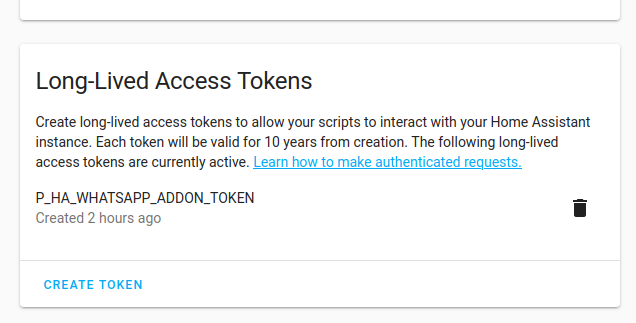 Long-Lived Access Tokens
Create long-lived access tokens to allow your scripts to interact with your Home Assistant
instance. Each token will be valid for 10 years from creation. The following long-lived
access tokens are currently active. Learn how to make authenticated requests.
P_HA_WHATSAPP_ADDON_TOKEN
Created 2 hours ago
CREATE TOKEN